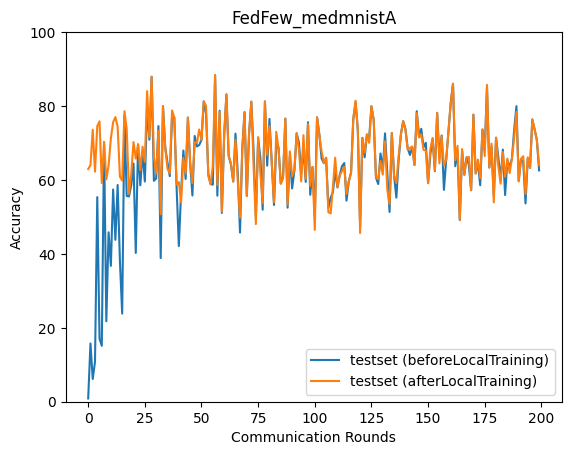 FedFew_medmnistA
Accuracy
100
80
60
40
20
0
0 25 50 75 100 125 150 175 200
Communication Rounds
testset (beforeLocalTraining)
testset (afterLocalTraining)